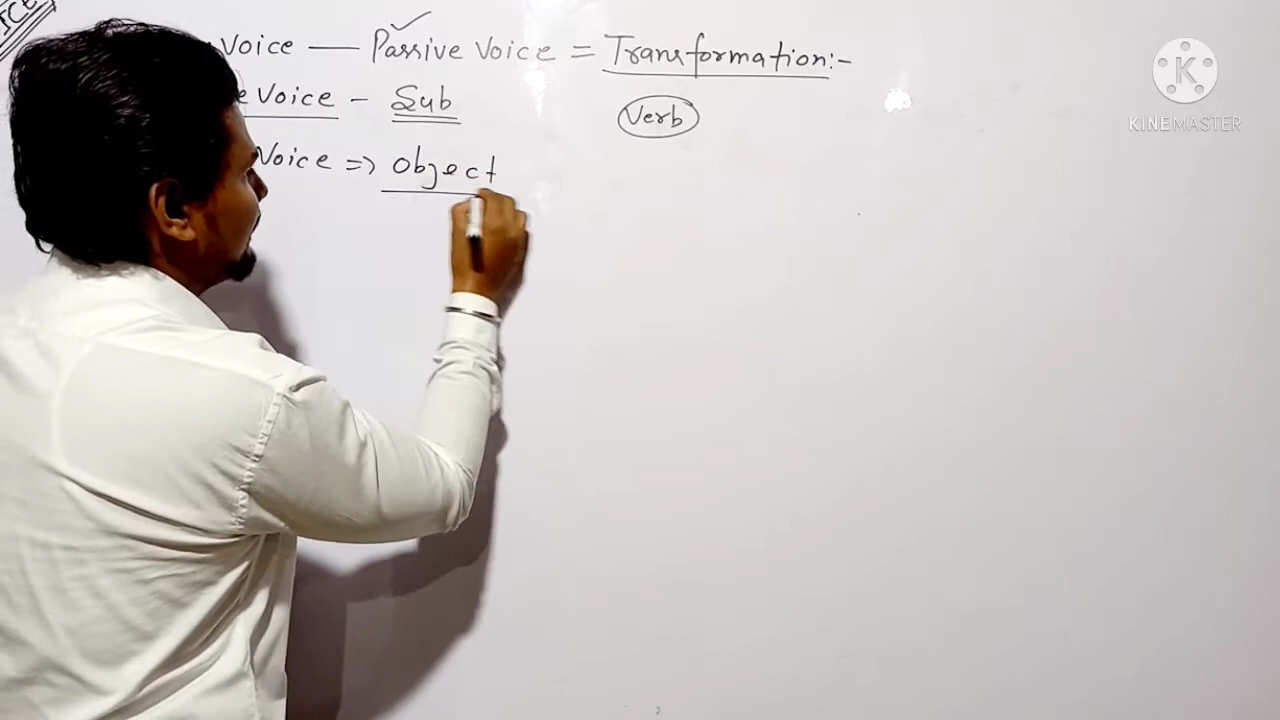 Voice — Passive Voice = Transformation:-
e Voice - Sub
Verb
Voice => Object
KINEMASTER